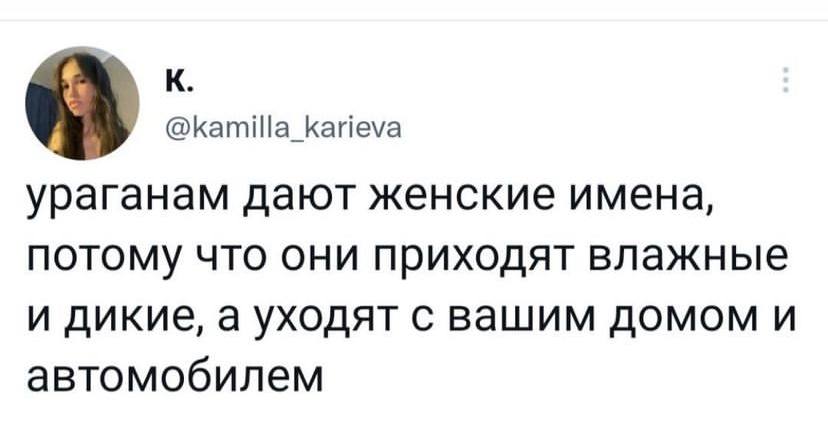 К.
@kamilla_karieva
ураганам дают женские имена,
потому что они приходят влажные
и дикие, а уходят с вашим домом и
автомобилем